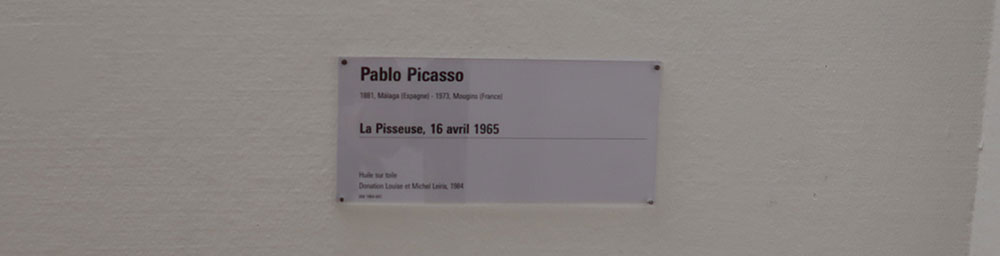 Pablo Picasso
1881, Málaga (Espagne) - 1973, Mougins (France)
La Pisseuse, 16 avril 1965
Huile sur toile
Donation Louise et Michel Leiris, 1984